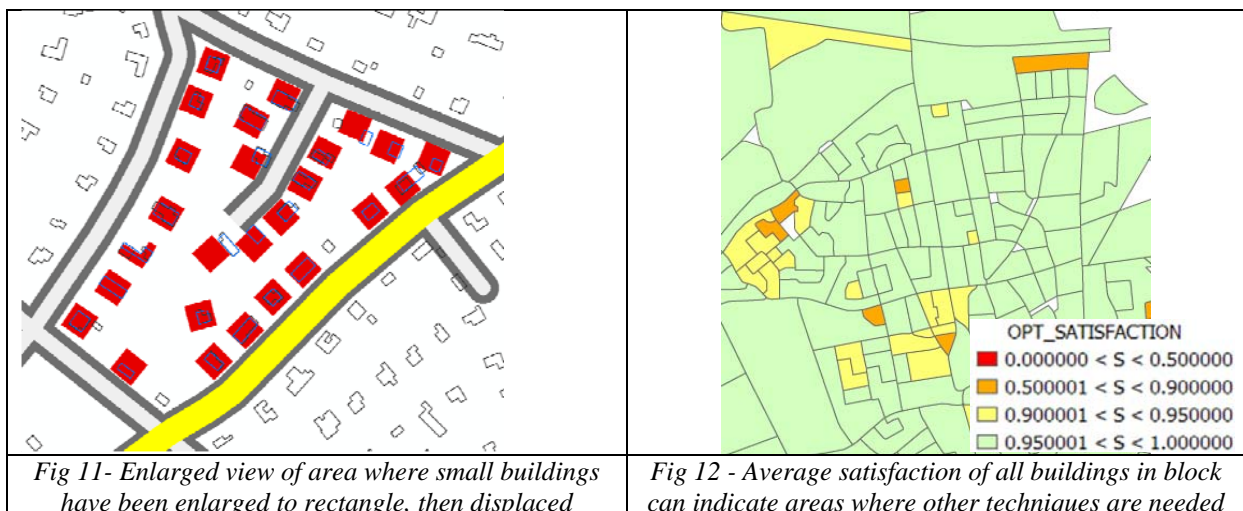 OPT_SATISFACTION
0.000000 < S < 0.500000
0.500001 < S < 0.900000
0.900001 < S < 0.950000
0.950001 < S < 1.000000
Fig 11- Enlarged view of area where small buildings
have been enlarged to rectangle, then displaced
Fig 12 - Average satisfaction of all buildings in block
can indicate areas where other techniques are needed